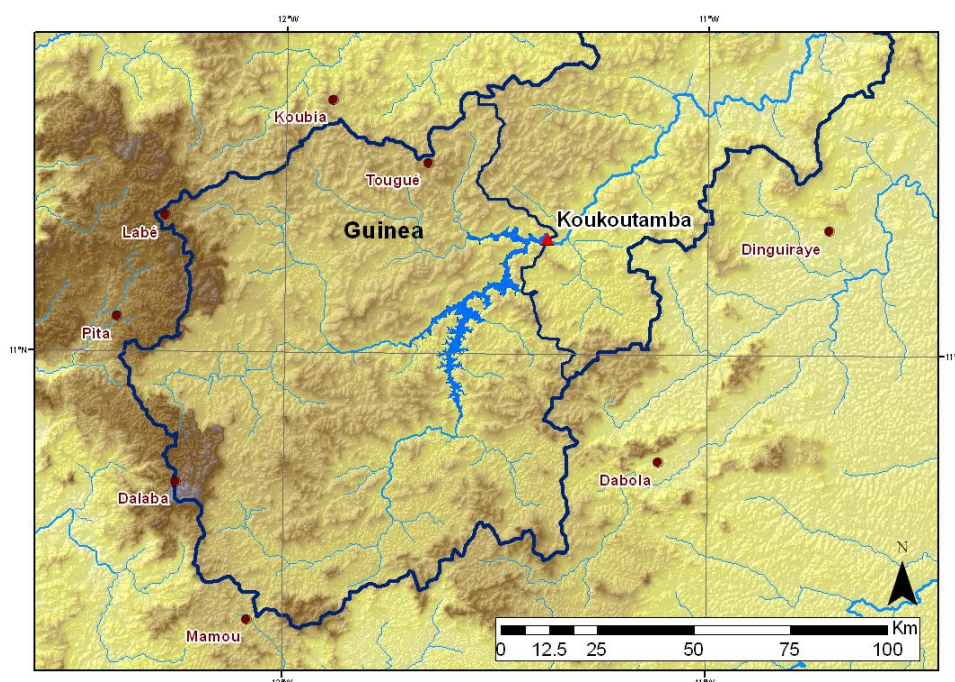 12°W
11°W
Koubia
Tougué
Labé
Guinea
Koukoutamba
Dinguiraye
Pita
11°N
11°
Dalaba
Dabola
N
Mamou
Km
0 12.5 25 50 75 100